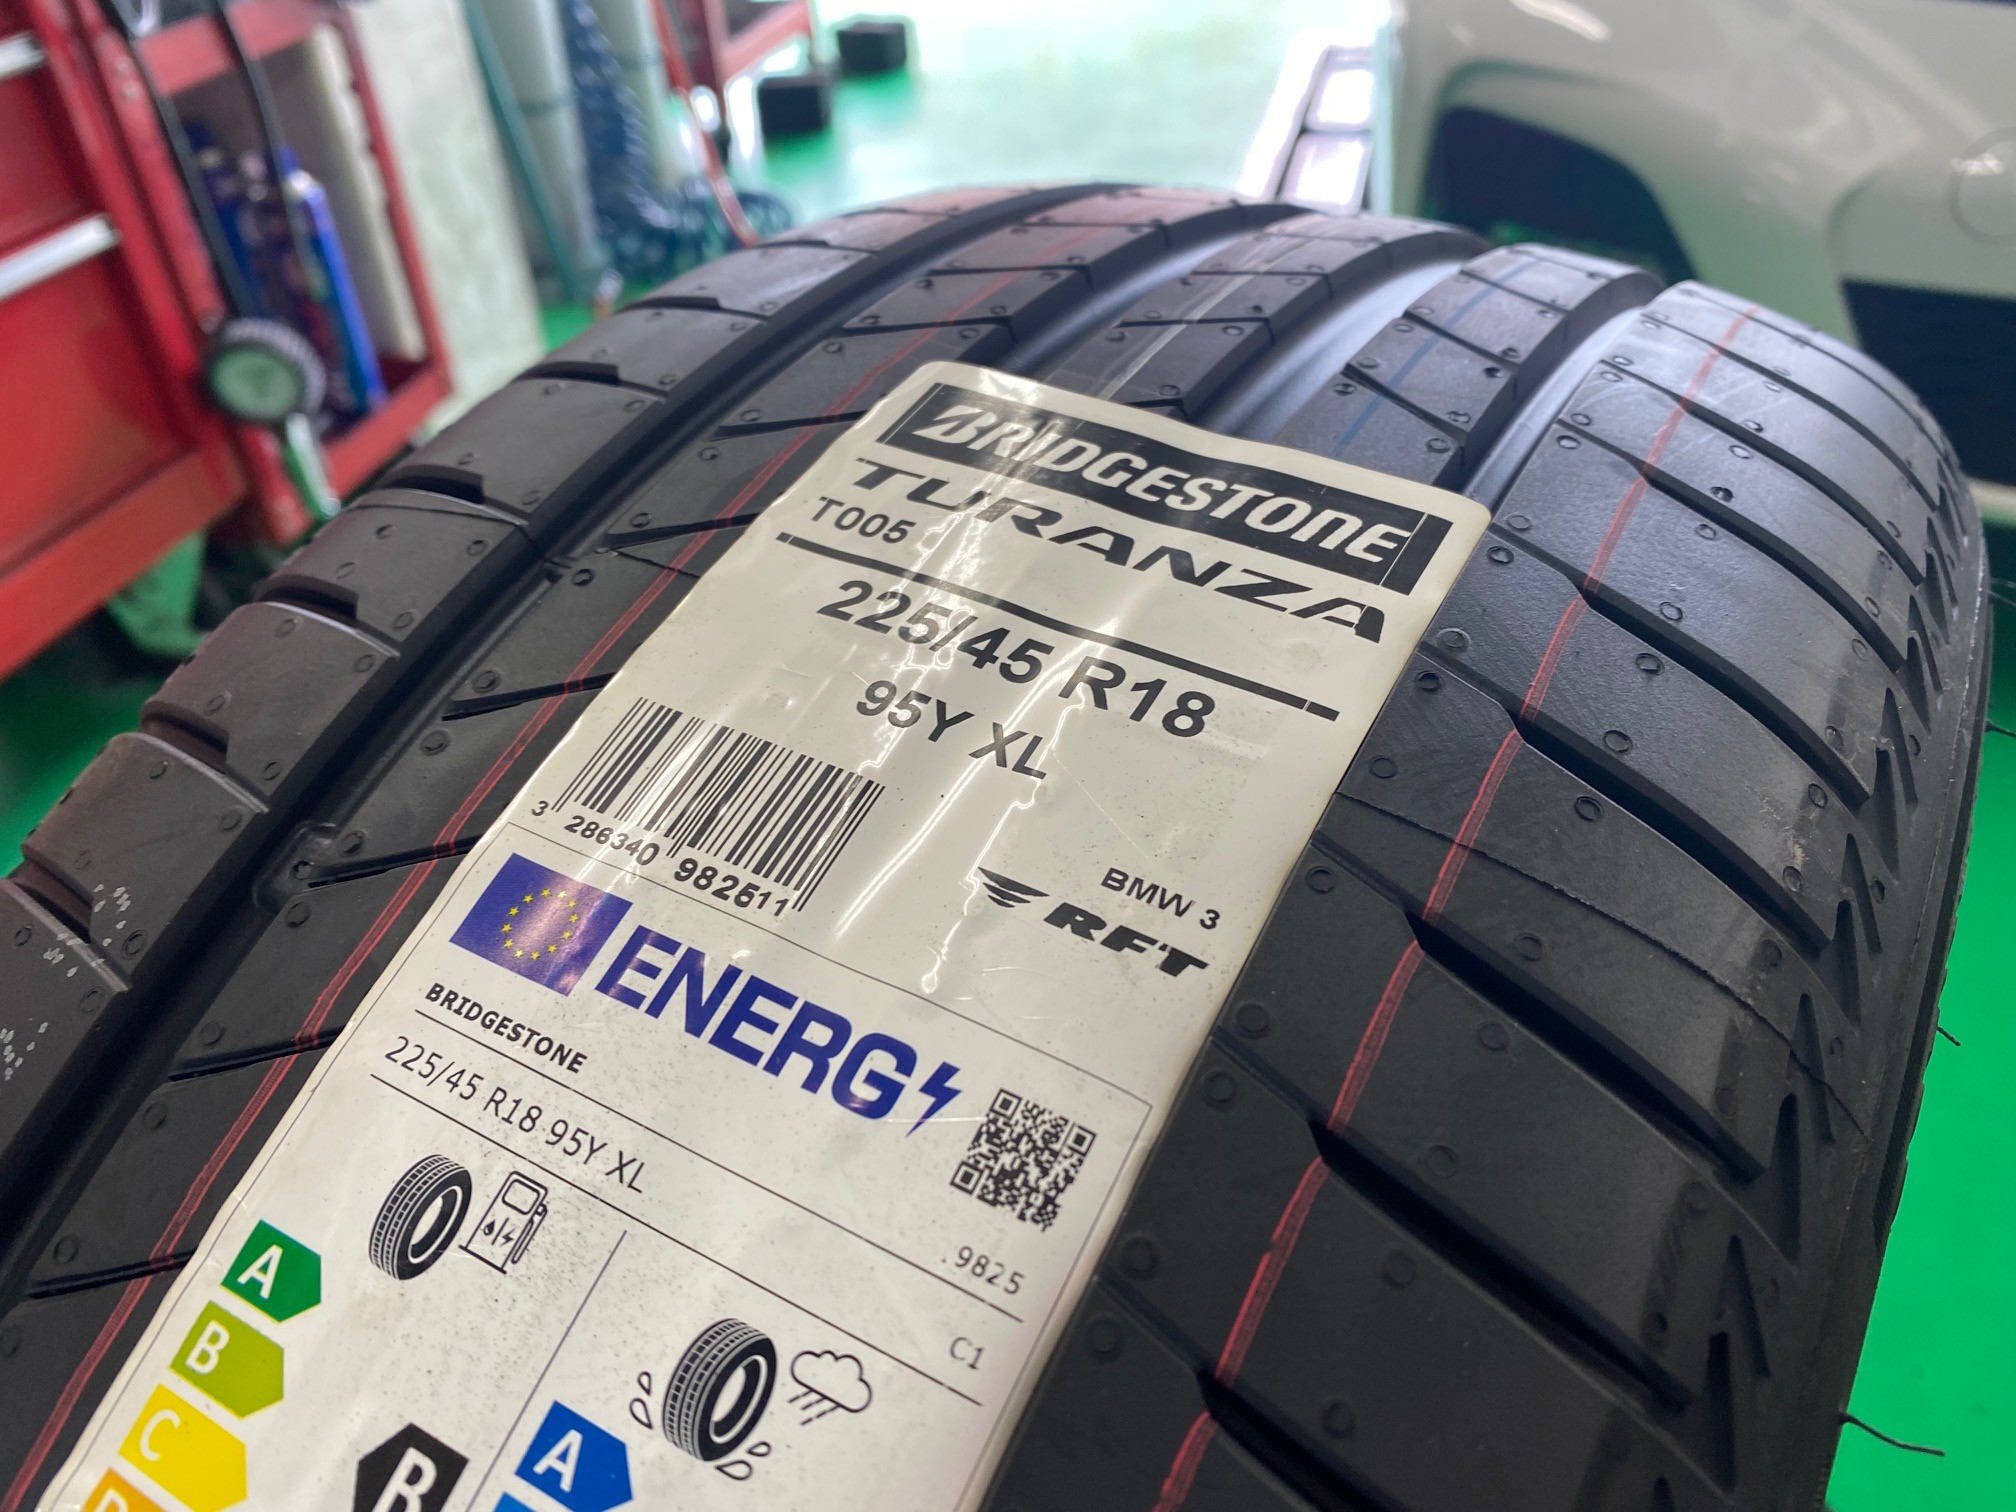 BRIDGESTONE
TURANZA
T005
225/45 R18
95Y XL
3 286340 982511
BMW 3
RFT
ENERG
BRIDGESTONE
225/45 R18 95Y XL
.9825
C1
A
B
C
B
A